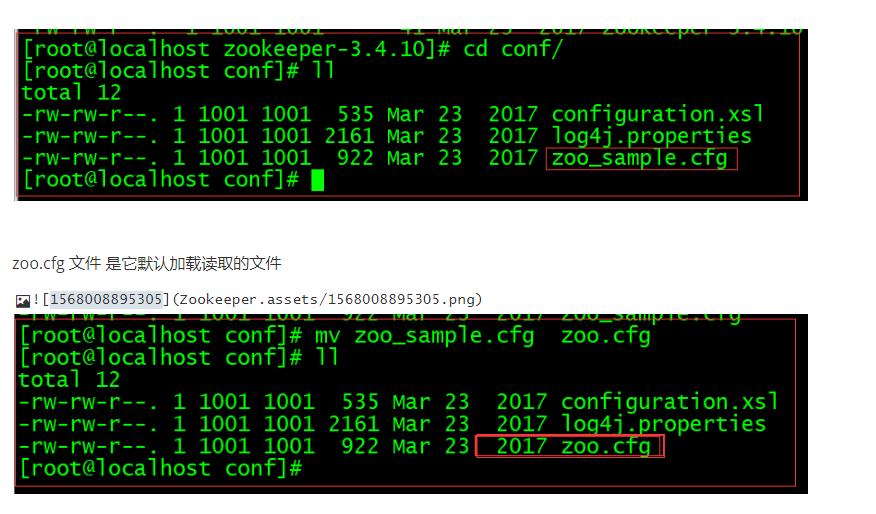 [root@localhost zookeeper-3.4.10]# cd conf/
[root@localhost conf]# ll
total 12
-rw-rw-r--. 1 1001 1001  535 Mar 23  2017 configuration.xsl
-rw-rw-r--. 1 1001 1001 2161 Mar 23  2017 log4j.properties
-rw-rw-r--. 1 1001 1001  922 Mar 23  2017 zoo_sample.cfg
[root@localhost conf]#
zoo.cfg 文件 是它默认加载读取的文件
![1568008895305](Zookeeper.assets/1568008895305.png)
[root@localhost conf]# mv zoo_sample.cfg  zoo.cfg
[root@localhost conf]# ll
total 12
-rw-rw-r--. 1 1001 1001  535 Mar 23  2017 configuration.xsl
-rw-rw-r--. 1 1001 1001 2161 Mar 23  2017 log4j.properties
-rw-rw-r--. 1 1001 1001  922 Mar 23  2017 zoo.cfg
[root@localhost conf]#